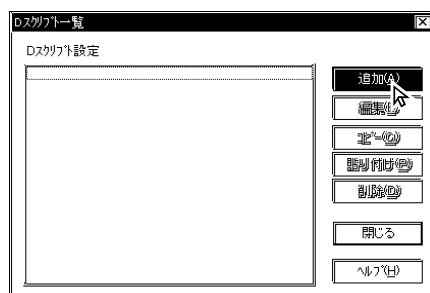 Dｽｸﾘﾌﾟﾄ一覧
Dｽｸﾘﾌﾟﾄ設定
追加(A)
編集(E)
ｺﾋﾟｰ(C)
貼り付け(P)
削除(D)
閉じる
ﾍﾙﾌﾟ(H)